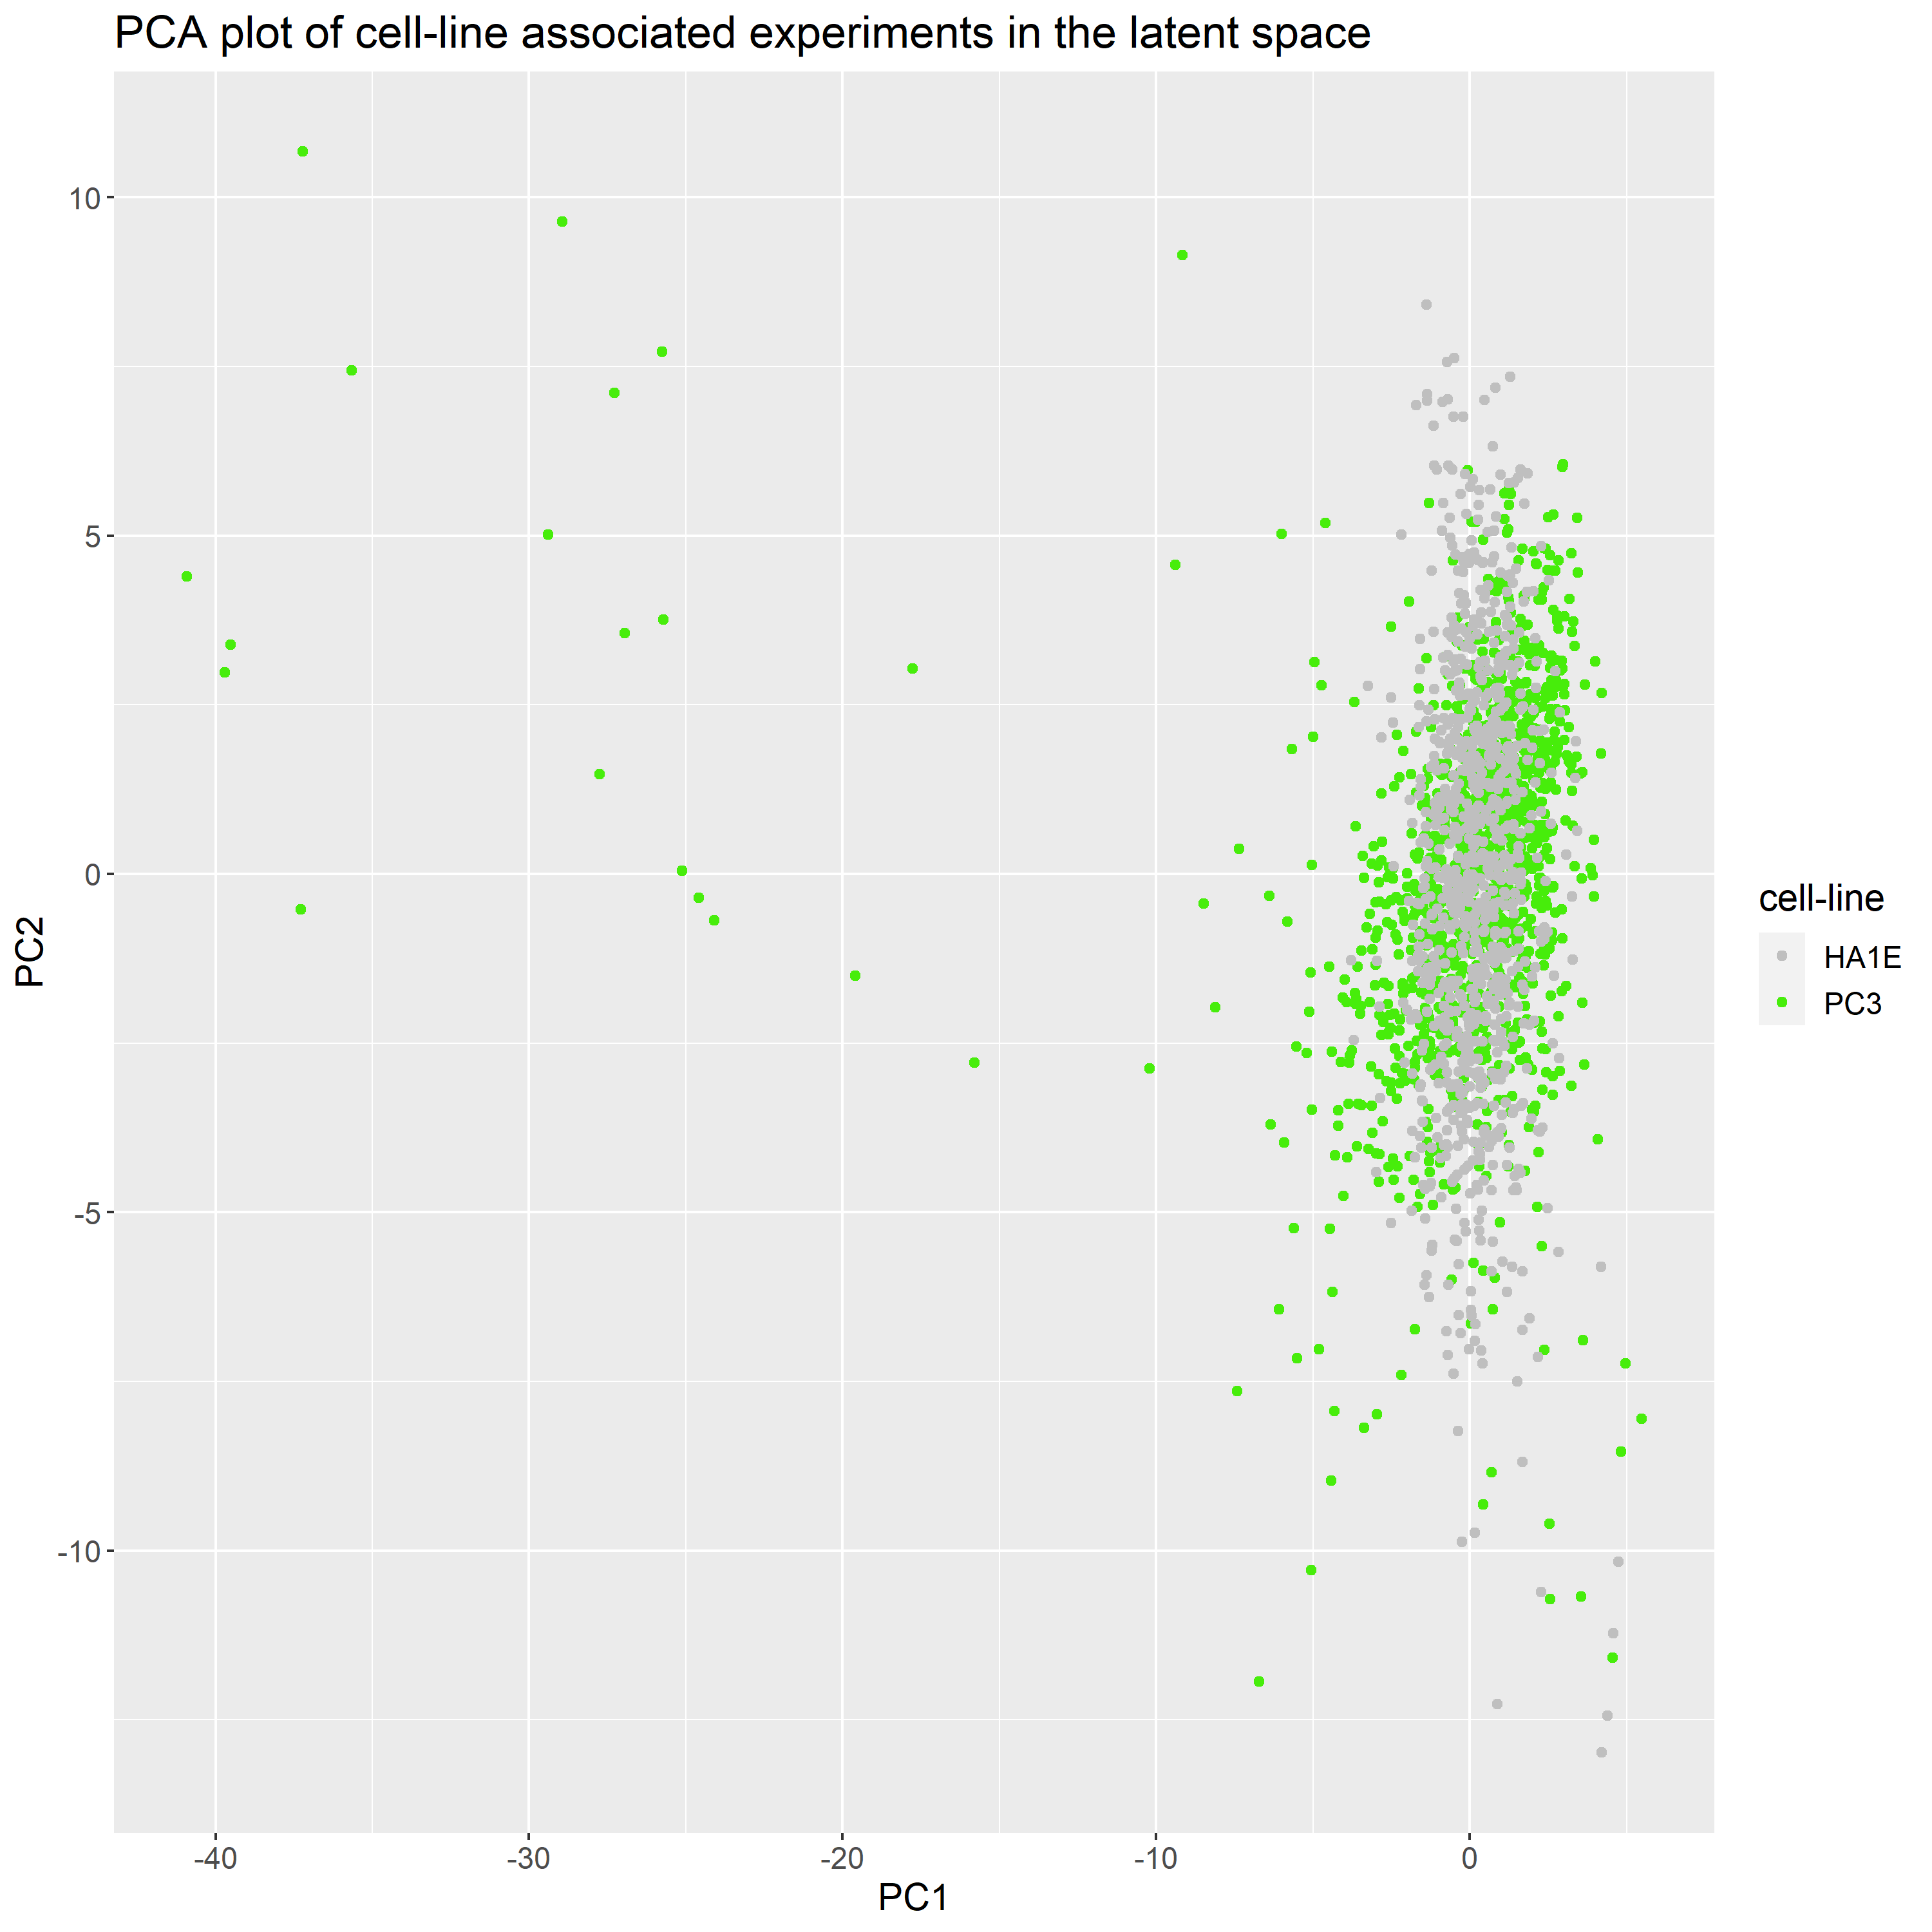 PCA plot of cell-line associated experiments in the latent space
10
5
0
-5
-10
PC2
-40
-30
-20
-10
0
PC1
cell-line
HA1E
PC3